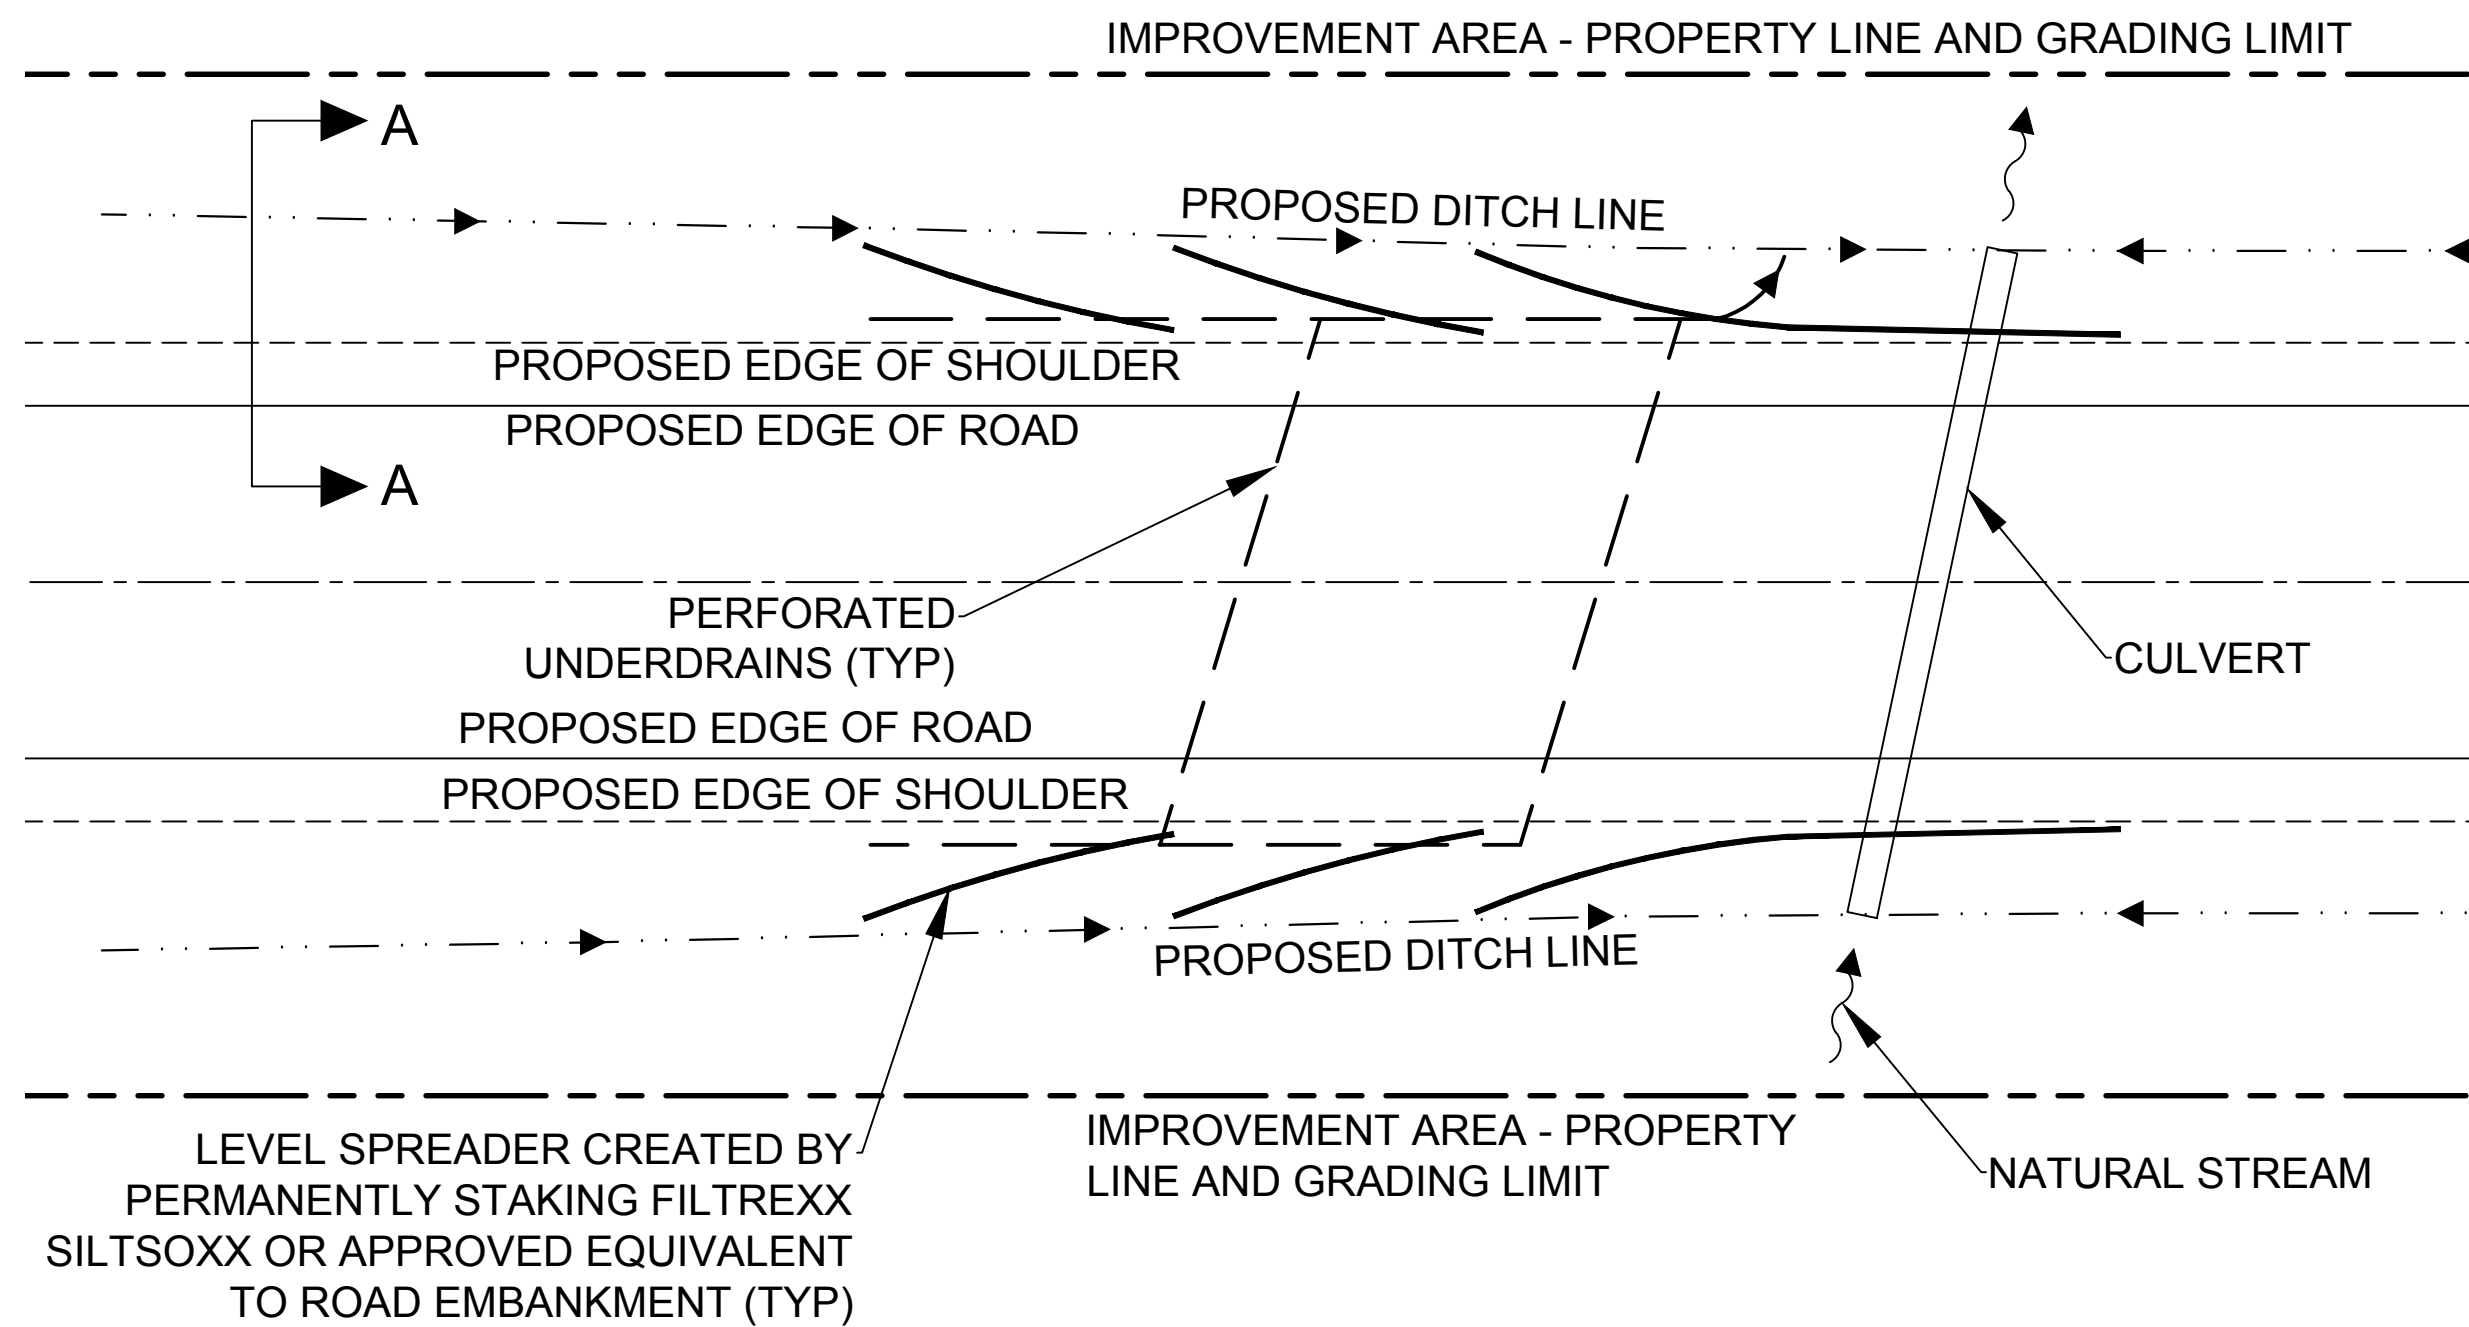 IMPROVEMENT AREA - PROPERTY LINE AND GRADING LIMIT
A
PROPOSED DITCH LINE
PROPOSED EDGE OF SHOULDER
PROPOSED EDGE OF ROAD
A
PERFORATED
UNDERDRAINS (TYP)
CULVERT
PROPOSED EDGE OF ROAD
PROPOSED EDGE OF SHOULDER
PROPOSED DITCH LINE
LEVEL SPREADER CREATED BY
PERMANENTLY STAKING FILTREXX
SILTSOXX OR APPROVED EQUIVALENT
TO ROAD EMBANKMENT (TYP)
IMPROVEMENT AREA - PROPERTY
LINE AND GRADING LIMIT
NATURAL STREAM